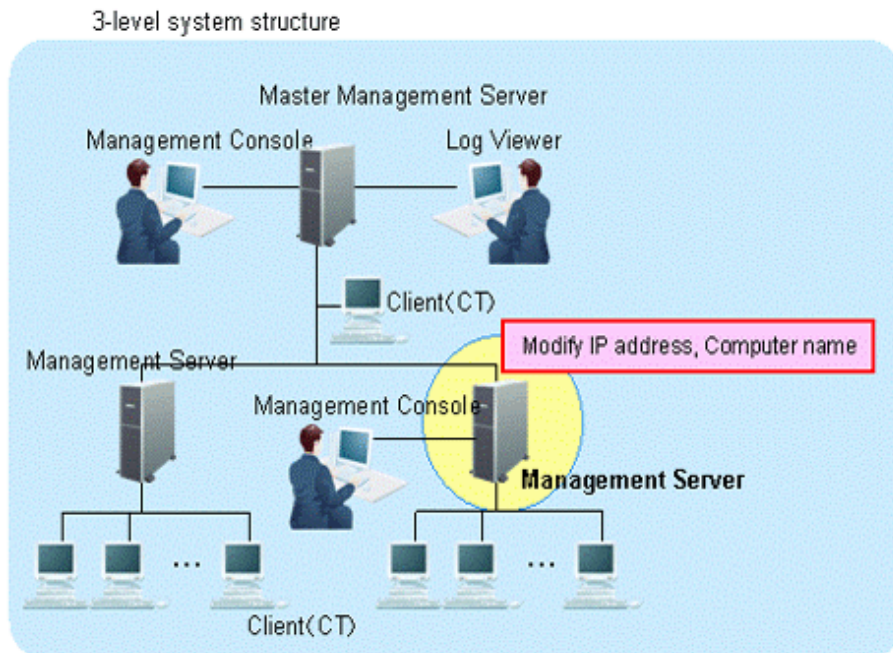 3-level system structure
Master Management Server
Management Console
Log Viewer
Client(CT)
Modify IP address, Computer name
Management Server
Management Console
Management Server
...
...
Client(CT)